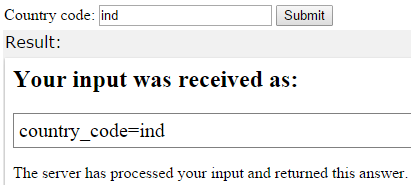 Country code: ind Submit
Result:
Your input was received as:
country_code=ind
The server has processed your input and returned this answer.